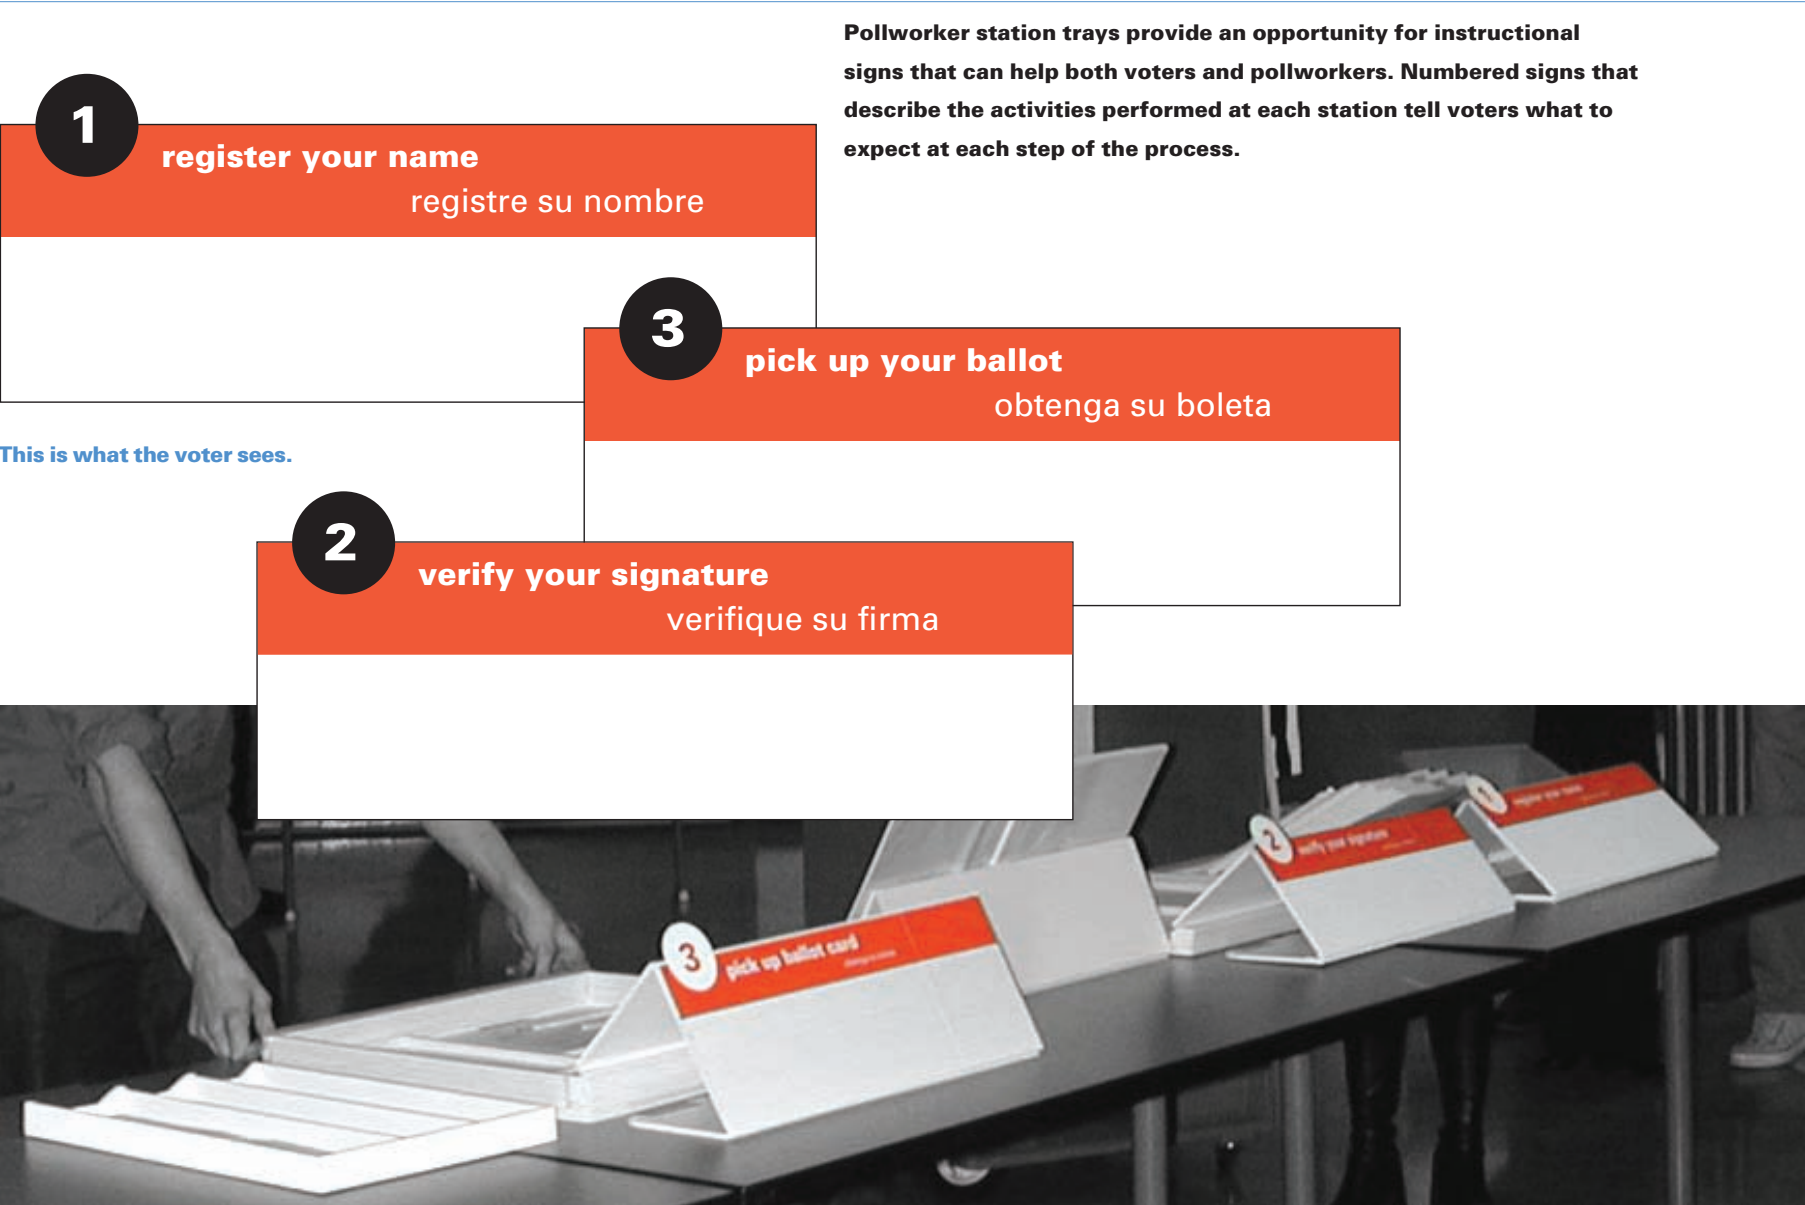 Pollworker station trays provide an opportunity for instructional
signs that can help both voters and pollworkers. Numbered signs that
describe the activities performed at each station tell voters what to
expect at each step of the process.
1
register your name
registre su nombre
3
pick up your ballot
obtenga su boleta
This is what the voter sees.
2
verify your signature
verifique su firma
1
register your name
2
verify your signature
3
pick up ballot card